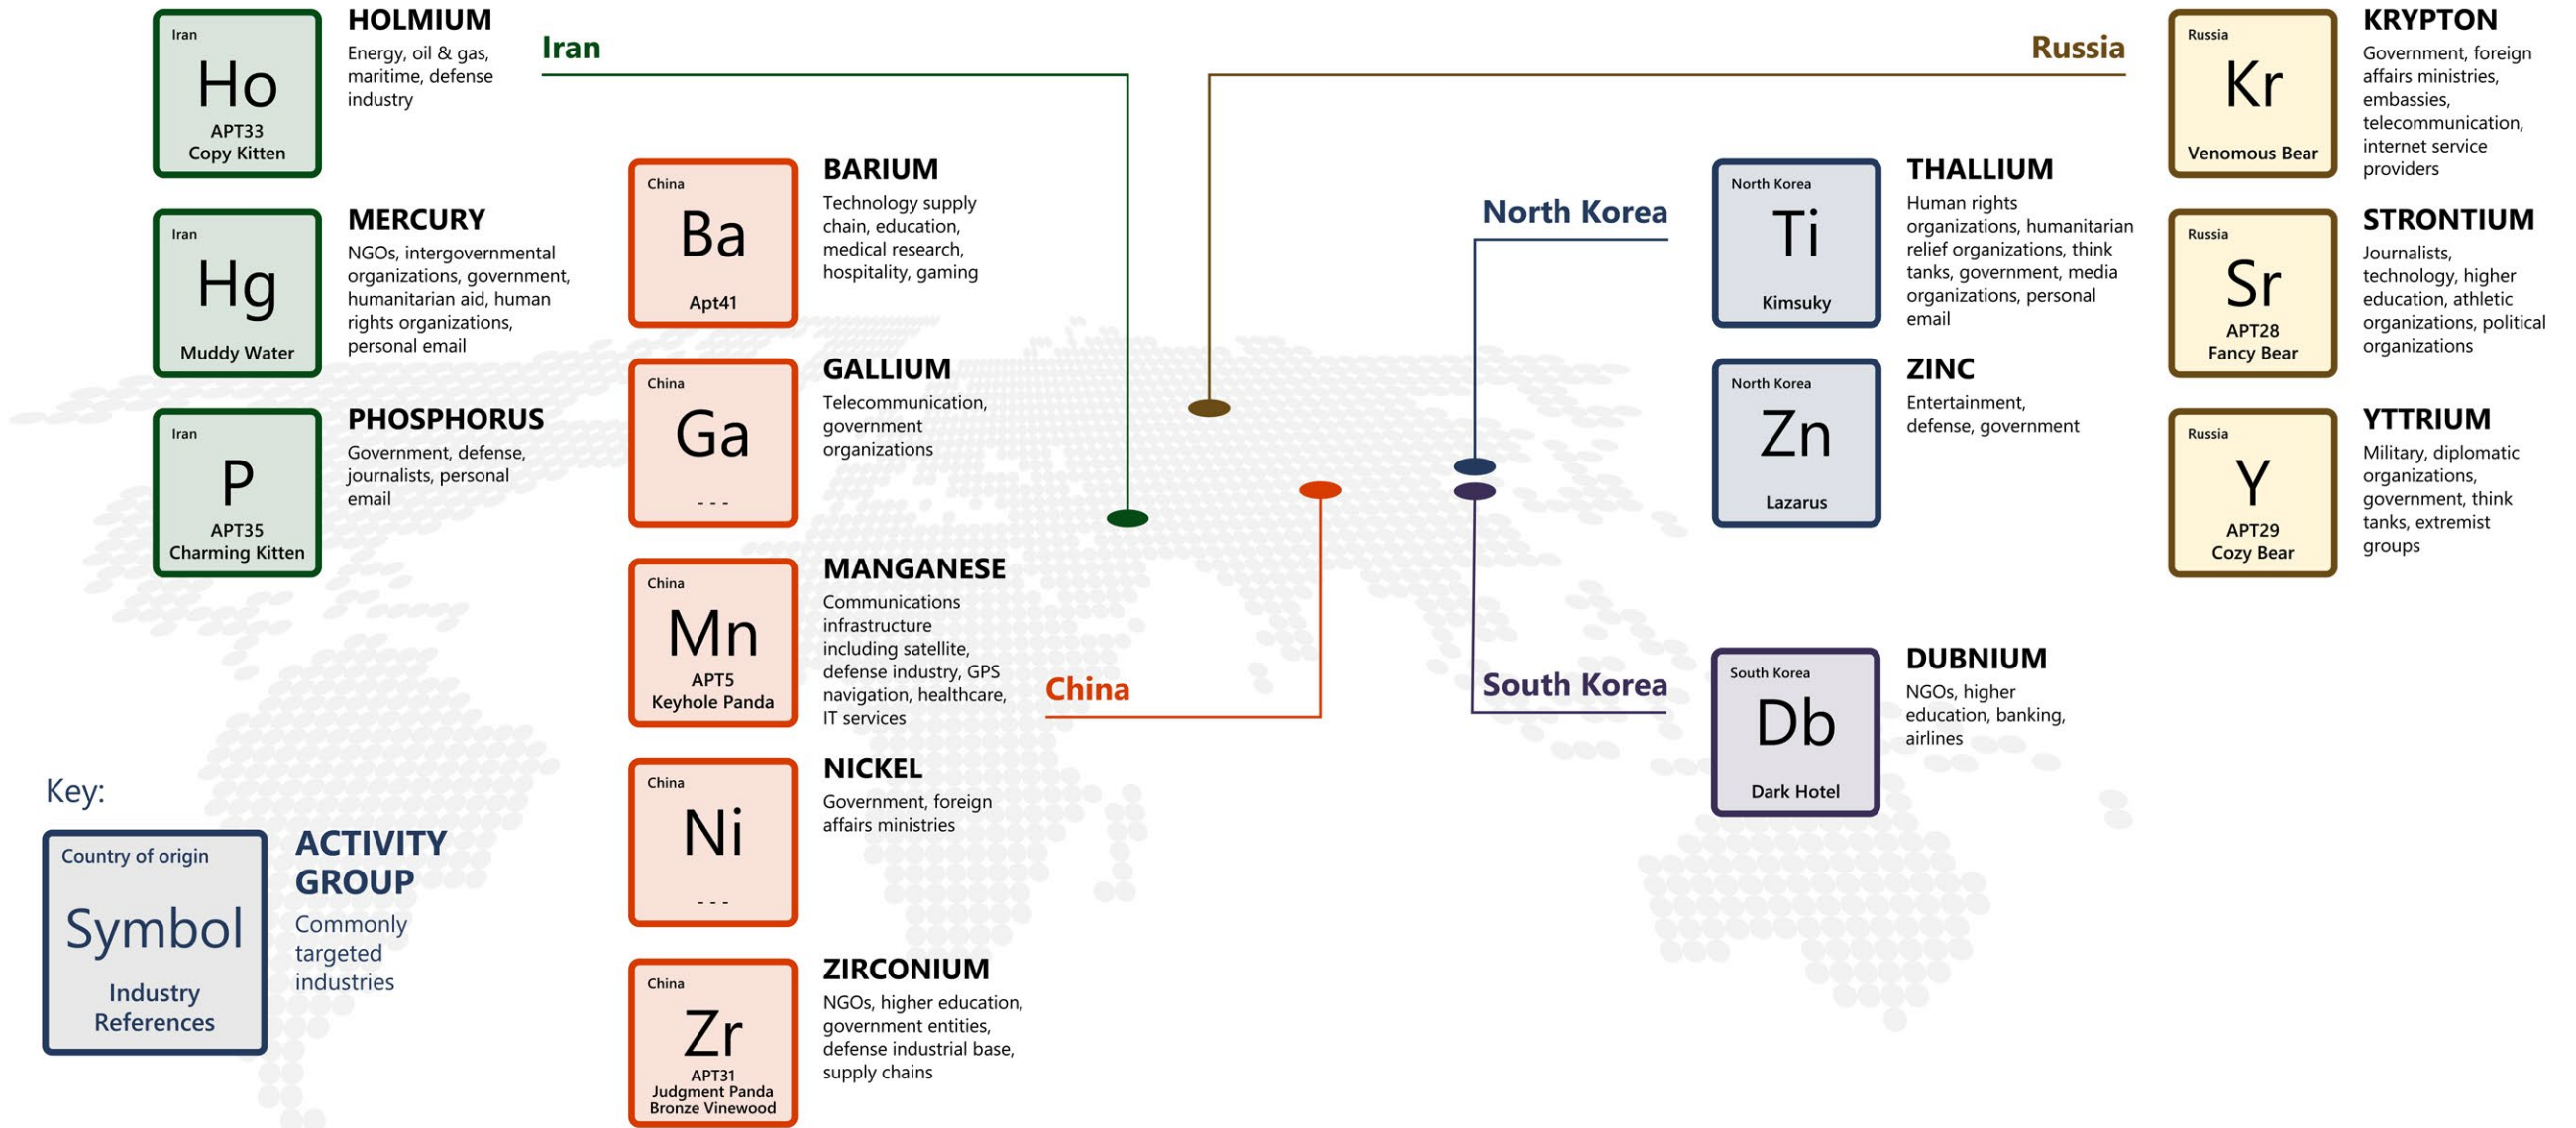 Iran
Ho
APT33
Copy Kitten
HOLMIUM
Energy, oil & gas,
maritime, defense
industry
Iran
Hg
Muddy Water
MERCURY
NGOs, intergovernmental
organizations, government,
humanitarian aid, human
rights organizations,
personal email
Iran
P
APT35
Charming Kitten
PHOSPHORUS
Government, defense,
journalists, personal
email
Iran
China
Ba
Apt41
BARIUM
Technology supply
chain, education,
medical research,
hospitality, gaming
China
Ga
- - -
GALLIUM
Telecommunication,
government
organizations
China
Mn
APT5
Keyhole Panda
MANGANESE
Communications
infrastructure
including satellite,
defense industry, GPS
navigation, healthcare,
IT services
China
Ni
- - -
NICKEL
Government, foreign
affairs ministries
China
Zr
APT31
Judgment Panda
Bronze Vinewood
ZIRCONIUM
NGOs, higher education,
government entities,
defense industrial base,
supply chains
China
North Korea
North Korea
Ti
Kimsuky
THALLIUM
Human rights
organizations, humanitarian
relief organizations, think
tanks, government, media
organizations, personal
email
North Korea
Zn
Lazarus
ZINC
Entertainment,
defense, government
South Korea
South Korea
Db
Dark Hotel
DUBNIUM
NGOs, higher
education, banking,
airlines
Russia
Russia
Kr
Venomous Bear
KRYPTON
Government, foreign
affairs ministries,
embassies,
telecommunication,
internet service
providers
Russia
Sr
APT28
Fancy Bear
STRONTIUM
Journalists,
technology, higher
education, athletic
organizations, political
organizations
Russia
Y
APT29
Cozy Bear
YTTRIUM
Military, diplomatic
organizations,
government, think
tanks, extremist
groups
Key:
Country of origin
Symbol
Industry
References
ACTIVITY
GROUP
Commonly
targeted
industries